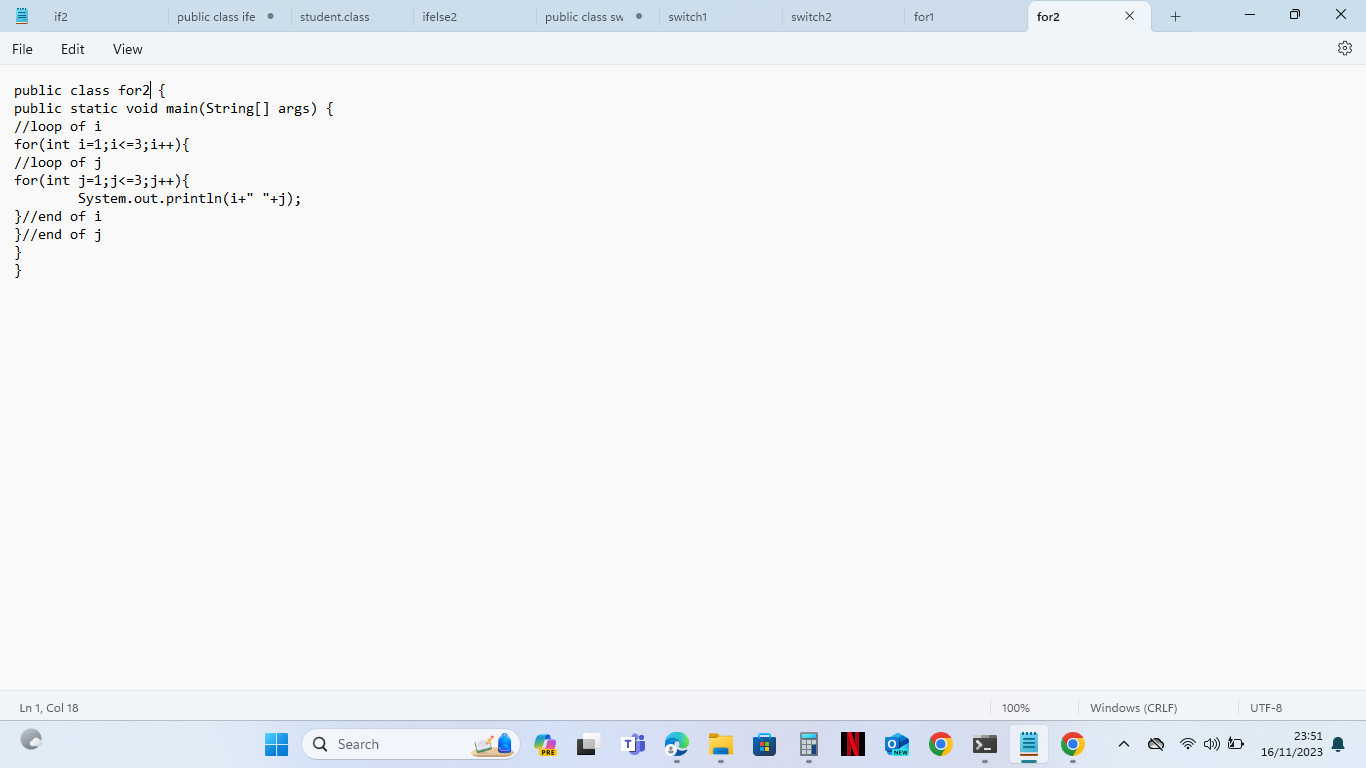 if2
public class ife
student.class
ifelse2
public class sw
switch1
switch2
for1
for2
File
Edit
View
public class for2 {
public static void main(String[] args) {
//loop of i
for(int i=1;i<=3;i++){
//loop of j
for(int j=1;j<=3;j++){
System.out.println(i+" "+j);
}//end of i
}//end of j
}
}
Ln 1, Col 18
100%
Windows (CRLF)
UTF-8
Search
PRE
NEW
23:51
16/11/2023